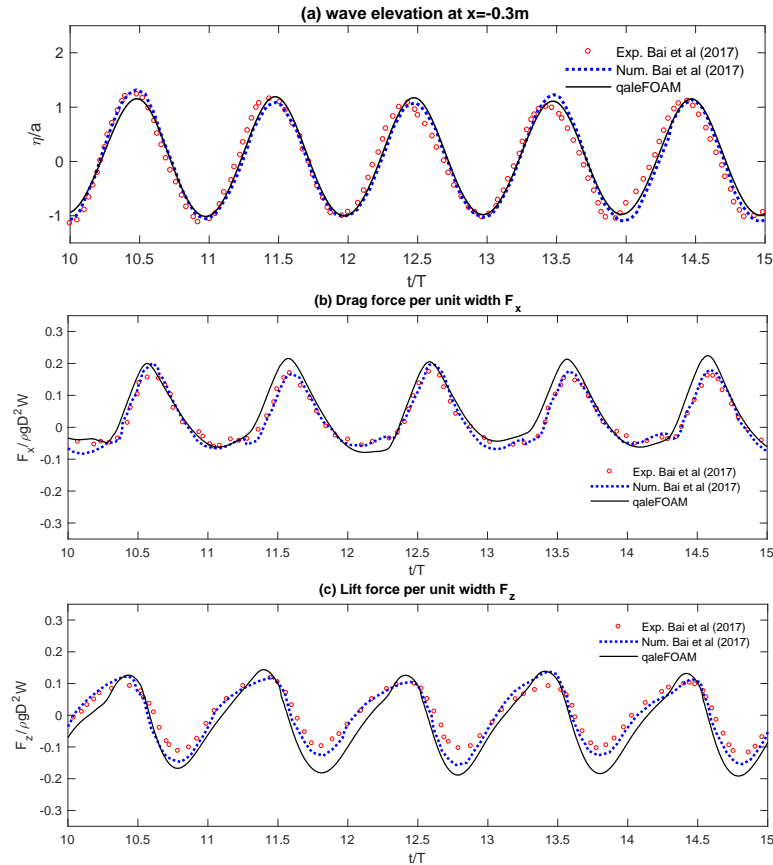 (a) wave elevation at x=-0.3m
2
1
0
-1
η/a
Exp. Bai et al (2017)
Num. Bai et al (2017)
qaleFOAM
10 10.5 11 11.5 12 12.5 13 13.5 14 14.5 15
t/T
(b) Drag force per unit width F_x
0.3
0.2
0.1
0
-0.1
-0.2
-0.3
F_x/ρgD²W
Exp. Bai et al (2017)
Num. Bai et al (2017)
qaleFOAM
10 10.5 11 11.5 12 12.5 13 13.5 14 14.5 15
t/T
(c) Lift force per unit width F_z
0.3
0.2
0.1
0
-0.1
-0.2
-0.3
F_z/ρgD²W
Exp. Bai et al (2017)
Num. Bai et al (2017)
qaleFOAM
10 10.5 11 11.5 12 12.5 13 13.5 14 14.5 15
t/T